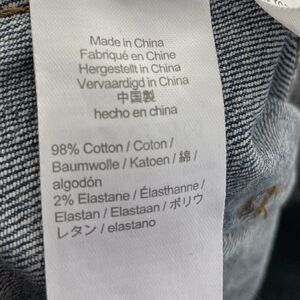 Made in China
Fabriqué en Chine
Hergestellt in China
Vervaardigd in China
中国製
hecho en china
98% Cotton / Coton /
Baumwolle / Katoen / 綿 /
algodón
2% Elastane / Élasthanne /
Elastan / Elastaan / ポリウ
レタン / elastano